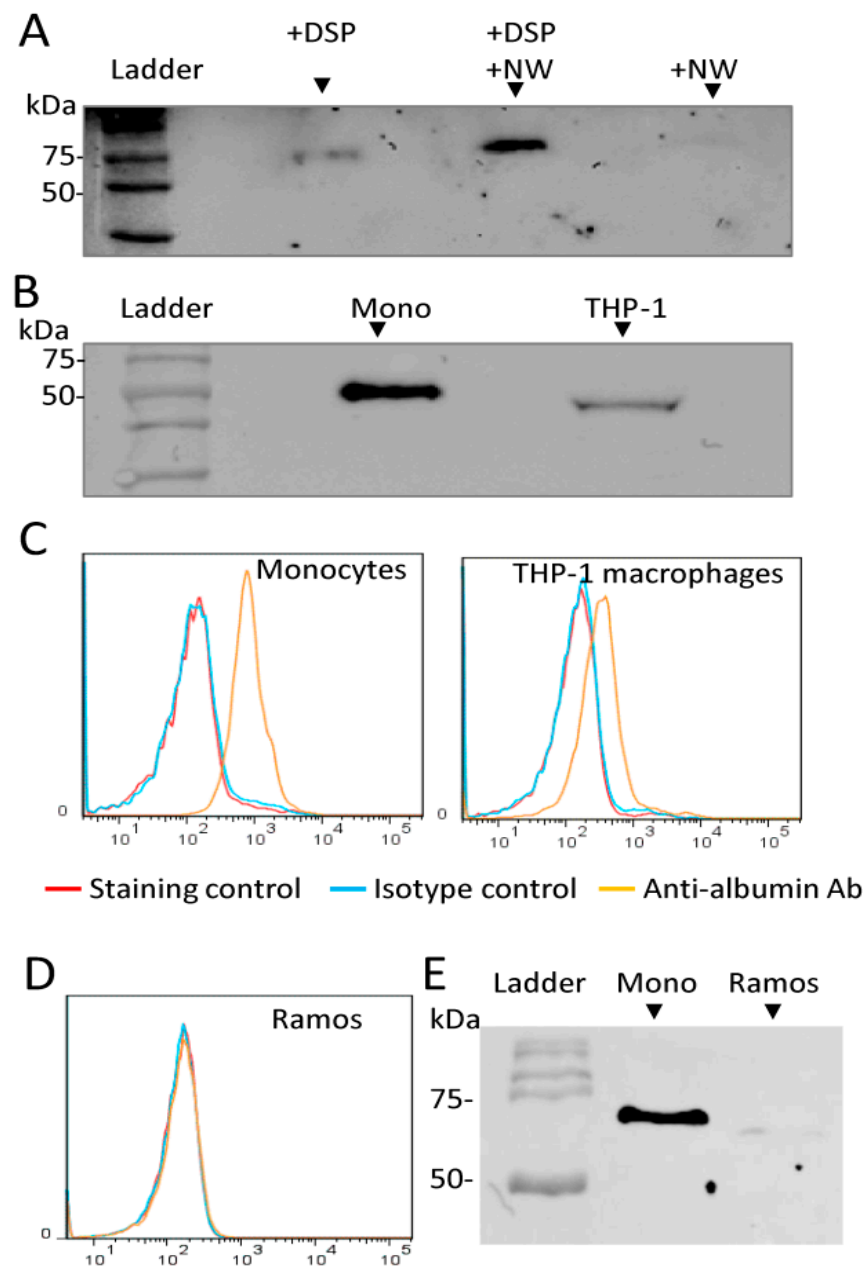 A
+DSP +DSP
Ladder +NW +NW
kDa
75-
50-
B
Ladder Mono THP-1
kDa
75-
50-
C
Monocytes THP-1 macrophages
0 0
10¹ 10² 10³ 10⁴ 10⁵ 10¹ 10² 10³ 10⁴ 10⁵
Staining control Isotype control Anti-albumin Ab
D E
Ladder Mono Ramos
Ramos kDa
75-
50-
0
10¹ 10² 10³ 10⁴ 10⁵